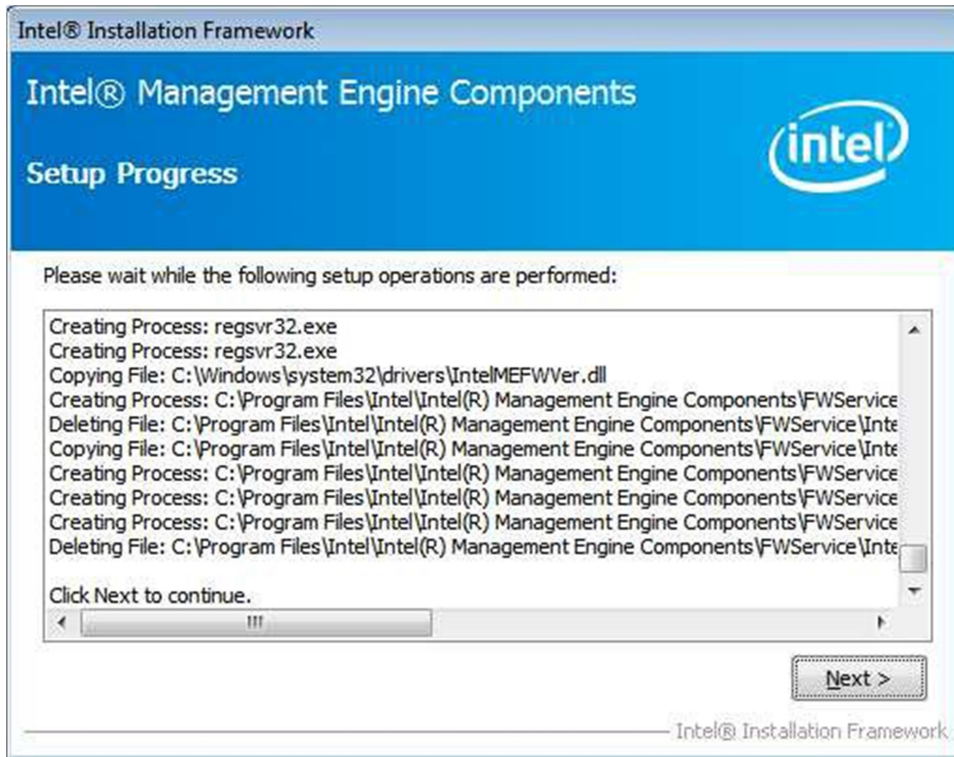 Intel® Installation Framework
Intel® Management Engine Components
intel
Setup Progress
Please wait while the following setup operations are performed:
Creating Process: regsvr32.exe
Creating Process: regsvr32.exe
Copying File: C:\Windows\system32\drivers\IntelMEFWVer.dll
Creating Process: C:\Program Files\Intel\Intel(R) Management Engine Components\FWService
Deleting File: C:\Program Files\Intel\Intel(R) Management Engine Components\FWService\Inte
Copying File: C:\Program Files\Intel\Intel(R) Management Engine Components\FWService\Inte
Creating Process: C:\Program Files\Intel\Intel(R) Management Engine Components\FWService
Creating Process: C:\Program Files\Intel\Intel(R) Management Engine Components\FWService
Creating Process: C:\Program Files\Intel\Intel(R) Management Engine Components\FWService
Deleting File: C:\Program Files\Intel\Intel(R) Management Engine Components\FWService\Inte
Click Next to continue.
Next >
Intel® Installation Framework